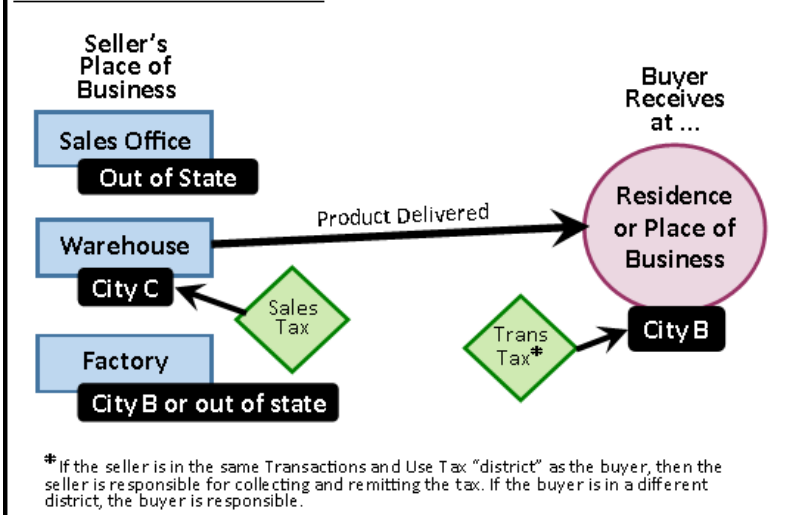 Seller's
Place of
Business
Sales Office
Out of State
Warehouse
City C
Factory
City B or out of state
Sales
Tax
Product Delivered
Trans
Tax*
Buyer
Receives
at ...
Residence
or Place of
Business
City B
*If the seller is in the same Transactions and Use Tax “district” as the buyer, then the
seller is responsible for collecting and remitting the tax. If the buyer is in a different
district, the buyer is responsible.